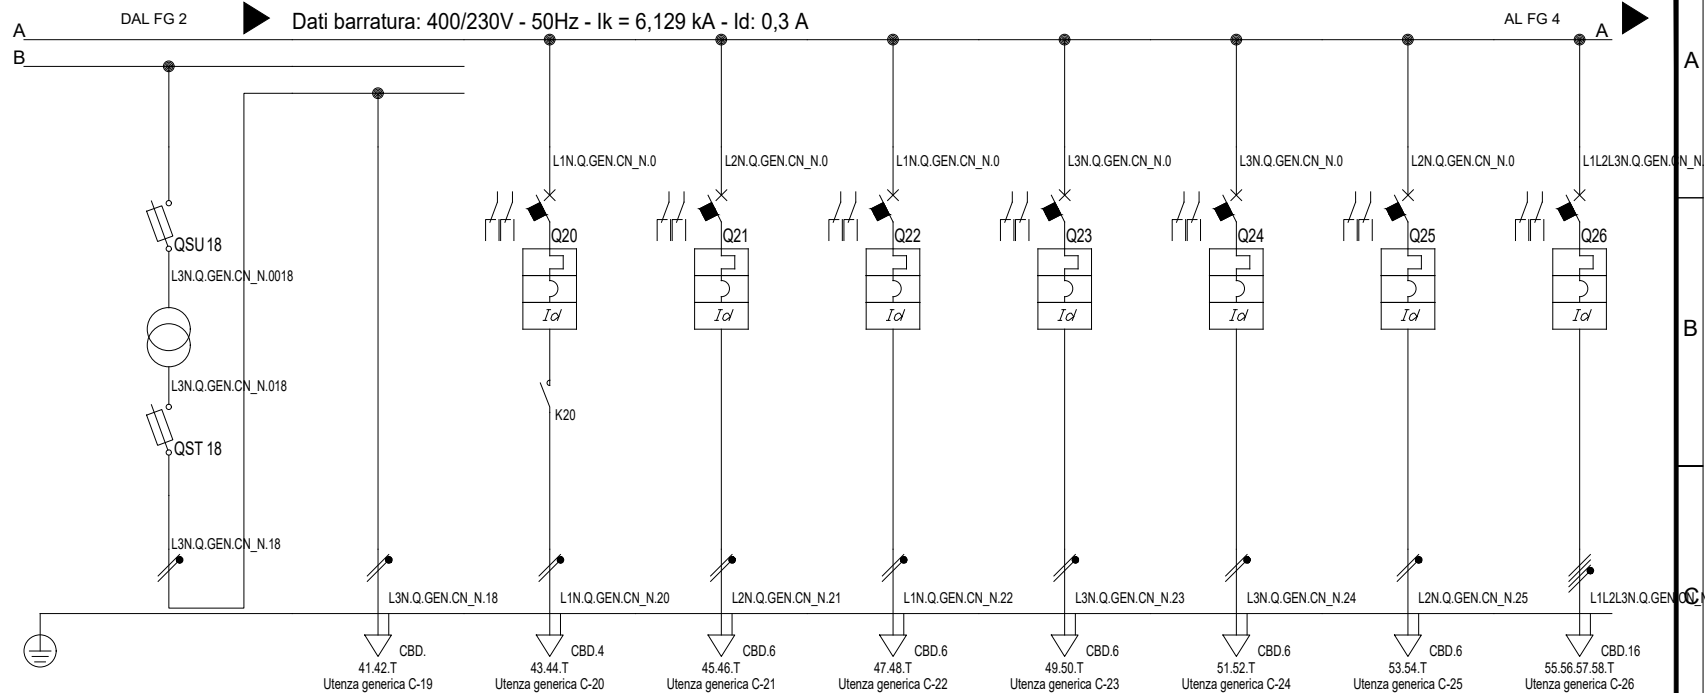 DAL FG 2
Dati barratura: 400/230V - 50Hz - Ik = 6,129 kA - Id: 0,3 A
AL FG 4
A
A
B
A
L1N.Q.GEN.CN_N.0
L2N.Q.GEN.CN_N.0
L1N.Q.GEN.CN_N.0
L3N.Q.GEN.CN_N.0
L3N.Q.GEN.CN_N.0
L2N.Q.GEN.CN_N.0
L1L2L3N.Q.GEN.CN_N.
QSU 18
Q20
Q21
Q22
Q23
Q24
Q25
Q26
L3N.Q.GEN.CN_N.0018
Id
Id
Id
Id
Id
Id
Id
B
L3N.Q.GEN.CN_N.018
K20
QST 18
L3N.Q.GEN.CN_N.18
L3N.Q.GEN.CN_N.18
L1N.Q.GEN.CN_N.20
L2N.Q.GEN.CN_N.21
L1N.Q.GEN.CN_N.22
L3N.Q.GEN.CN_N.23
L3N.Q.GEN.CN_N.24
L2N.Q.GEN.CN_N.25
L1L2L3N.Q.GEN.CN_N
C
CBD.
CBD.4
CBD.6
CBD.6
CBD.6
CBD.6
CBD.6
CBD.16
41.42.T
43.44.T
45.46.T
47.48.T
49.50.T
51.52.T
53.54.T
55.56.57.58.T
Utenza generica C-19
Utenza generica C-20
Utenza generica C-21
Utenza generica C-22
Utenza generica C-23
Utenza generica C-24
Utenza generica C-25
Utenza generica C-26